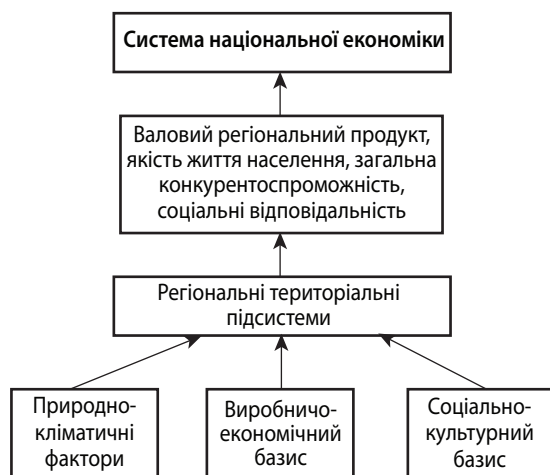 Система національної економіки
Валовий регіональний продукт,
якість життя населення, загальна
конкурентоспроможність,
соціальні відповідальність
Регіональні територіальні
підсистеми
Природно-
кліматичні
фактори
Виробничо-
економічний
базис
Соціально-
культурний
базис